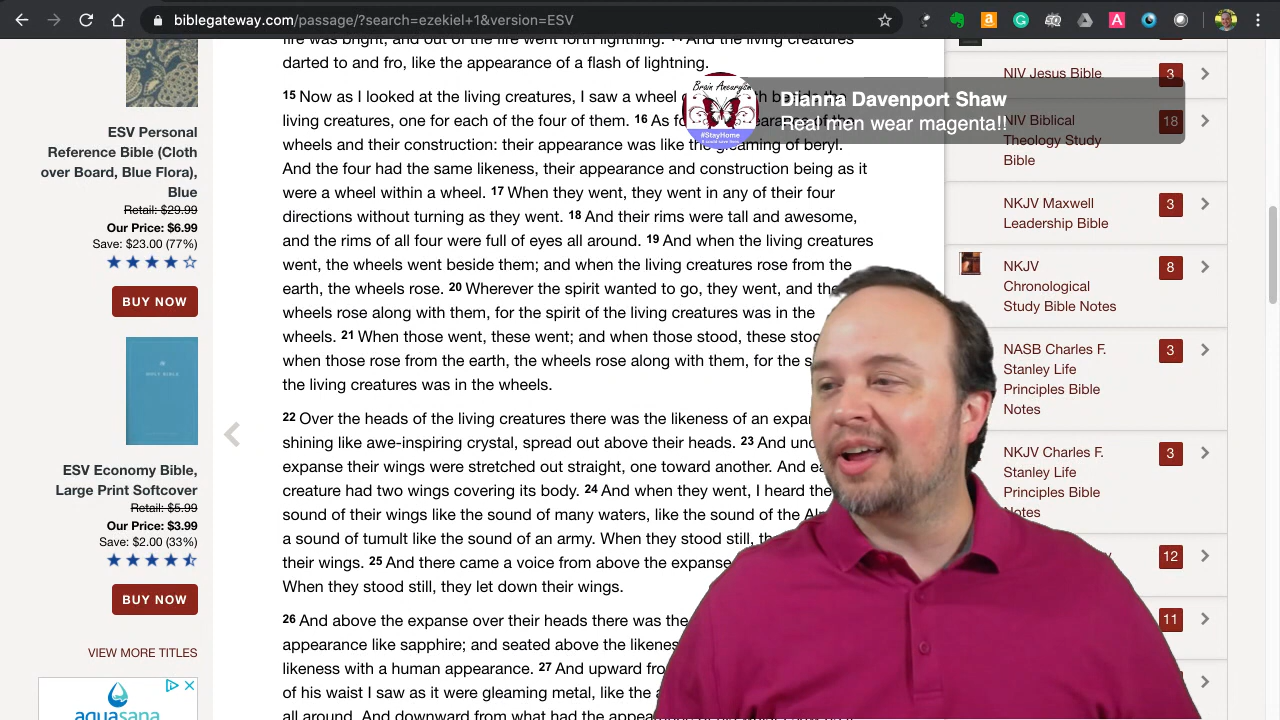 biblegateway.com/passage/?search=ezekiel+1&version=ESV
fire was bright, and out of the fire went forth lightning. 14 And the living creatures
darted to and fro, like the appearance of a flash of lightning.
15 Now as I looked at the living creatures, I saw a wheel
living creatures, one for each of the four of them. 16 As
wheels and their construction: their appearance was like the gleaming of beryl.
And the four had the same likeness, their appearance and construction being as it
were a wheel within a wheel. 17 When they went, they went in any of their four
directions without turning as they went. 18 And their rims were tall and awesome,
and the rims of all four were full of eyes all around. 19 And when the living creatures
went, the wheels went beside them; and when the living creatures rose from the
earth, the wheels rose. 20 Wherever the spirit wanted to go, they went, and the
wheels rose along with them, for the spirit of the living creatures was in the
wheels. 21 When those went, these went; and when those stood, these
when those rose from the earth, the wheels rose along with them, for the
the living creatures was in the wheels.
22 Over the heads of the living creatures there was the likeness of an
shining like awe-inspiring crystal, spread out above their heads. 23 And
expanse their wings were stretched out straight, one toward another. And
creature had two wings covering its body. 24 And when they went, I heard the
sound of their wings like the sound of many waters, like the sound of the
a sound of tumult like the sound of an army. When they stood still,
their wings. 25 And there came a voice from above the expanse
When they stood still, they let down their wings.
26 And above the expanse over their heads there was the
appearance like sapphire; and seated above the
likeness with a human appearance. 27 And upward
of his waist I saw as it were gleaming metal, like the
all around. And downward from what had the
Brain Aneurysm
#StayHome
Dianna Davenport Shaw
Real men wear magenta!!
ESV Personal
Reference Bible (Cloth
over Board, Blue Flora),
Blue
Retail: $29.99
Our Price: $6.99
Save: $23.00 (77%)
BUY NOW
HOLY BIBLE
ESV Economy Bible,
Large Print Softcover
Retail: $5.99
Our Price: $3.99
Save: $2.00 (33%)
BUY NOW
VIEW MORE TITLES
aquasana
NIV Jesus Bible 3
NIV Biblical 18
Theology Study
Bible
NKJV Maxwell 3
Leadership Bible
NKJV 8
Chronological
Study Bible Notes
NASB Charles F. 3
Stanley Life
Principles Bible
Notes
NKJV Charles F. 3
Stanley Life
Principles Bible
Notes
12
11